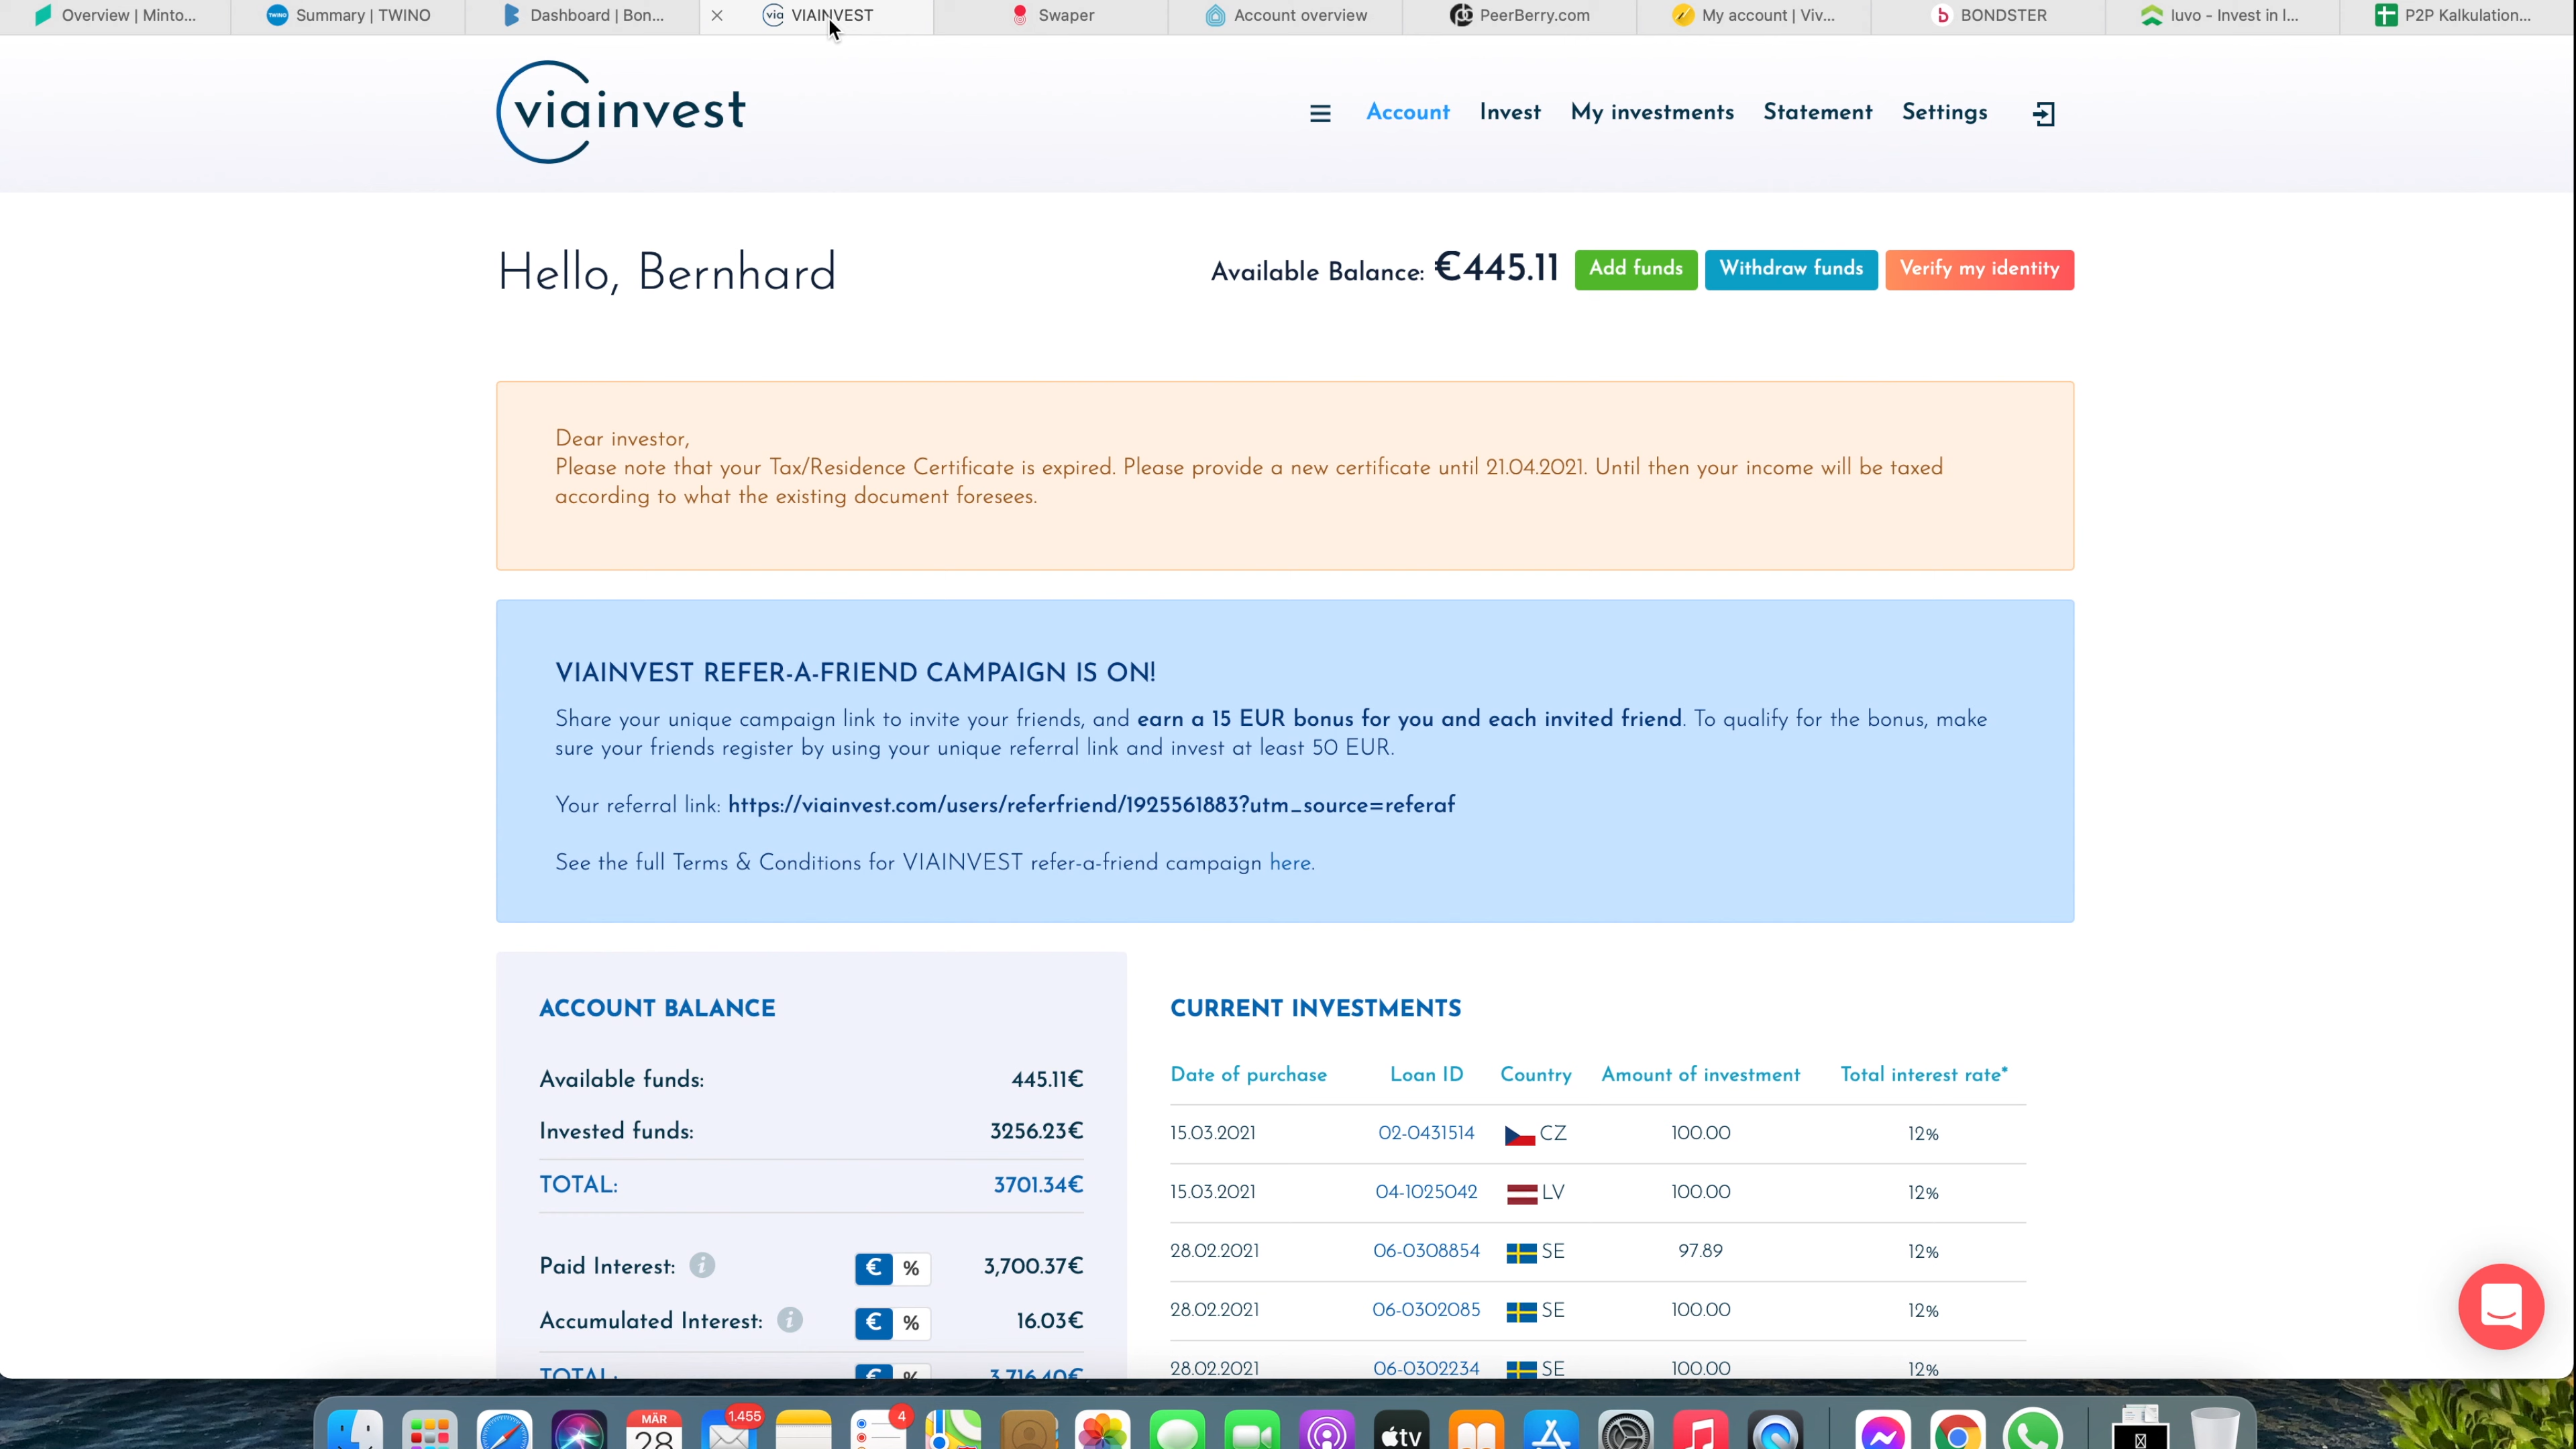 Overview | Minto...
Summary | TWINO
Dashboard | Bon...
VIAINVEST
Swaper
Account overview
PeerBerry.com
My account | Viv...
BONDSTER
Iuvo - Invest in l...
P2P Kalkulation...
viainvest
Account Invest My investments Statement Settings
Hello, Bernhard
Available Balance: €445.11 Add funds Withdraw funds Verify my identity
Dear investor,
Please note that your Tax/Residence Certificate is expired. Please provide a new certificate until 21.04.2021. Until then your income will be taxed
according to what the existing document foresees.
VIAINVEST REFER-A-FRIEND CAMPAIGN IS ON!
Share your unique campaign link to invite your friends, and earn a 15 EUR bonus for you and each invited friend. To qualify for the bonus, make
sure your friends register by using your unique referral link and invest at least 50 EUR.
Your referral link: https://viainvest.com/users/referfriend/1925561883?utm_source=referaf
See the full Terms & Conditions for VIAINVEST refer-a-friend campaign here.
ACCOUNT BALANCE
Available funds: 445.11€
Invested funds: 3256.23€
TOTAL: 3701.34€
Paid Interest: € % 3,700.37€
Accumulated Interest: € % 16.03€
TOTAL: € % 3,716.40€
CURRENT INVESTMENTS
Date of purchase Loan ID Country Amount of investment Total interest rate*
15.03.2021 02-0431514 CZ 100.00 12%
15.03.2021 04-1025042 LV 100.00 12%
28.02.2021 06-0308854 SE 97.89 12%
28.02.2021 06-0302085 SE 100.00 12%
28.02.2021 06-0302234 SE 100.00 12%
MÄR
28
1.455
4
tv